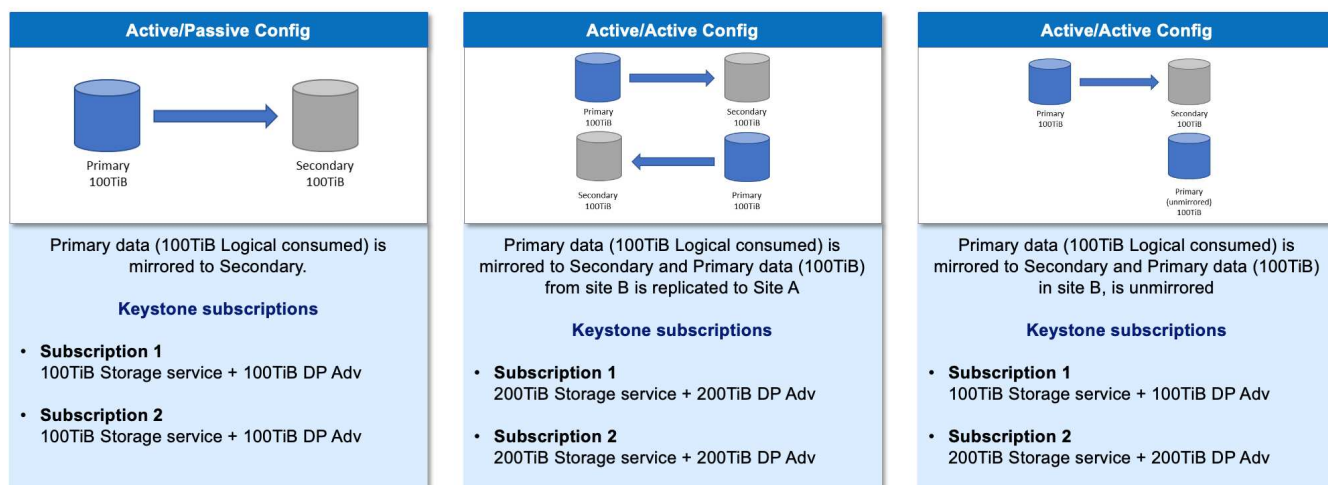 Active/Passive Config
Primary
100TiB
Secondary
100TiB
Primary data (100TiB Logical consumed) is
mirrored to Secondary.
Keystone subscriptions
• Subscription 1
100TiB Storage service + 100TiB DP Adv
• Subscription 2
100TiB Storage service + 100TiB DP Adv
Active/Active Config
Primary
100TiB
Secondary
100TiB
Secondary
100TiB
Primary
100TiB
Primary data (100TiB Logical consumed) is
mirrored to Secondary and Primary data (100TiB)
from site B is replicated to Site A
Keystone subscriptions
• Subscription 1
200TiB Storage service + 200TiB DP Adv
• Subscription 2
200TiB Storage service + 200TiB DP Adv
Active/Active Config
Primary
100TiB
Secondary
100TiB
Primary
(unmirrored)
100TiB
Primary data (100TiB Logical consumed) is
mirrored to Secondary and Primary data (100TiB)
in site B, is unmirrored
Keystone subscriptions
• Subscription 1
100TiB Storage service + 100TiB DP Adv
• Subscription 2
200TiB Storage service + 200TiB DP Adv